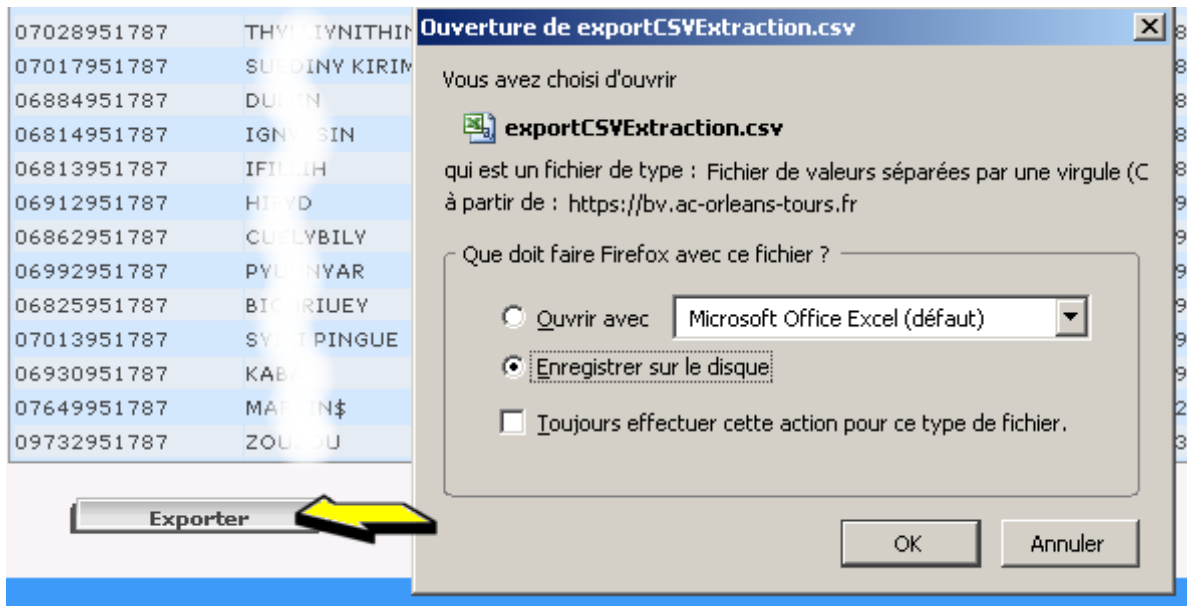 07028951787
07017951787
06884951787
06814951787
06813951787
06912951787
06862951787
06992951787
06825951787
07013951787 PINGUE
06930951787
07649951787
09732951787
Exporter
Ouverture de exportCSVExtraction.csv
Vous avez choisi d'ouvrir
exportCSVExtraction.csv
qui est un fichier de type : Fichier de valeurs séparées par une virgule (C
à partir de : https://bv.ac-orleans-tours.fr
Que doit faire Firefox avec ce fichier ?
Ouvrir avec Microsoft Office Excel (défaut)
Enregistrer sur le disque
Toujours effectuer cette action pour ce type de fichier.
OK Annuler